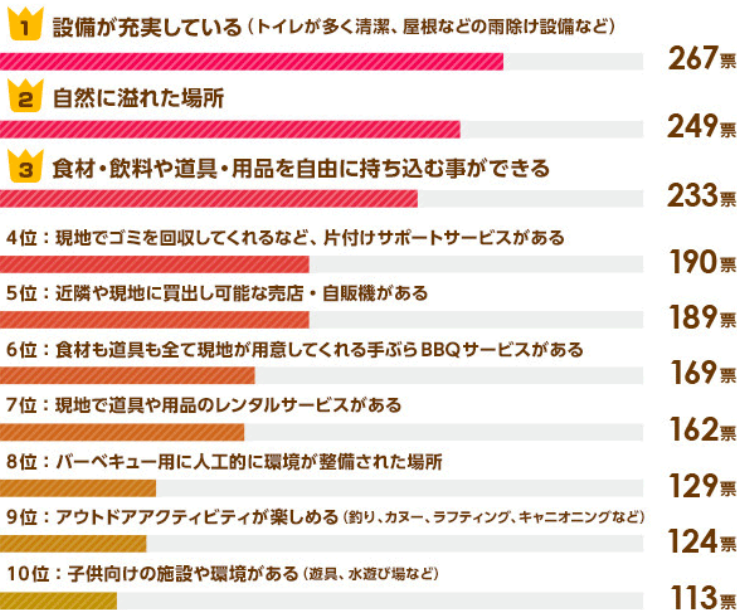 1 設備が充実している(トイレが多く清潔、屋根などの雨除け設備など)
267票
2 自然に溢れた場所
249票
3 食材・飲料や道具・用品を自由に持ち込む事ができる
233票
4位：現地でゴミを回収してくれるなど、片付けサポートサービスがある
190票
5位：近隣や現地に買出し可能な売店・自販機がある
189票
6位：食材も道具も全て現地が用意してくれる手ぶらBBQサービスがある
169票
7位：現地で道具や用品のレンタルサービスがある
162票
8位：バーベキュー用に人工的に環境が整備された場所
129票
9位：アウトドアアクティビティが楽しめる(釣り、カヌー、ラフティング、キャニオニングなど)
124票
10位：子供向けの施設や環境がある(遊具、水遊び場など)
113票